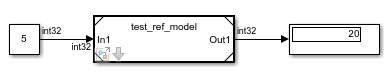 test_ref_model
int32
int32
20
5
int32
In1
Out1